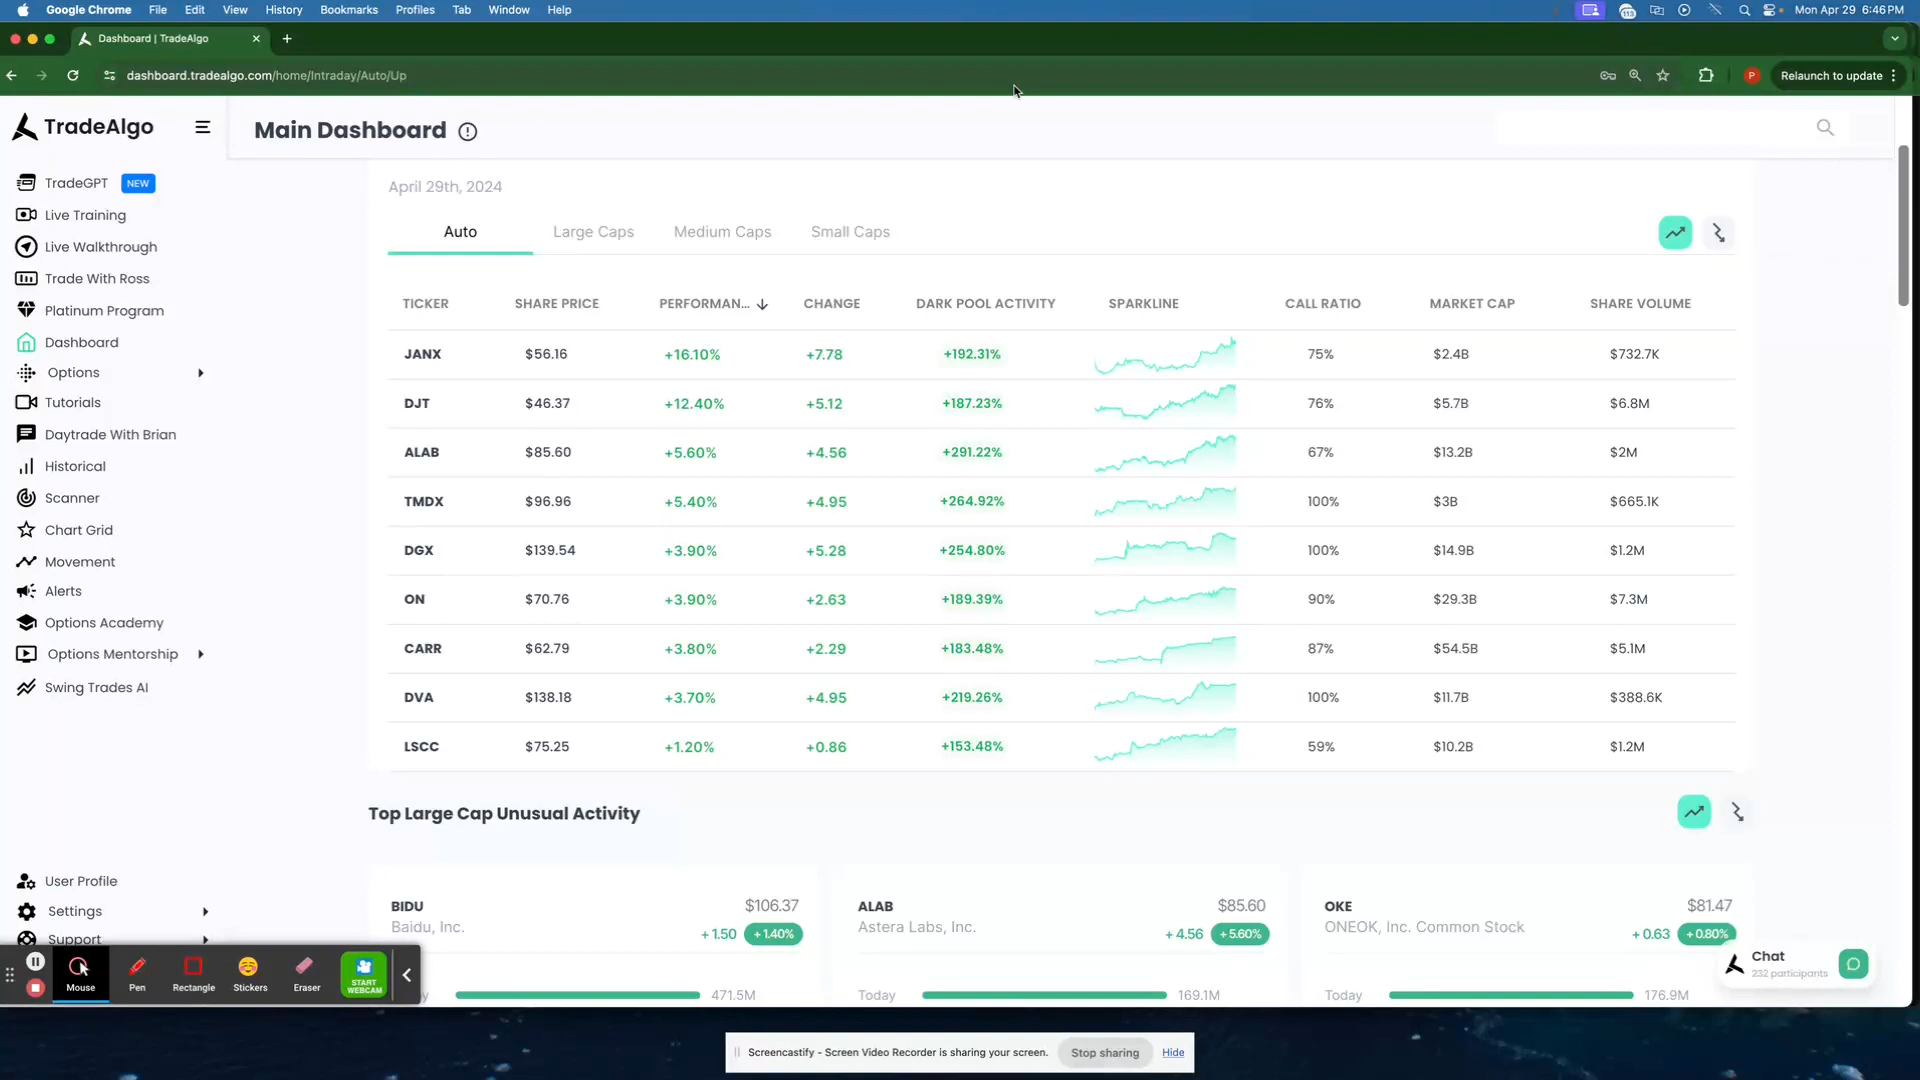 Google Chrome File Edit View History Bookmarks Profiles Tab Window Help Mon Apr 29 6:46 PM
Dashboard | TradeAlgo
dashboard.tradealgo.com/home/Intraday/Auto/Up P Relaunch to update
TradeAlgo
Main Dashboard
TradeGPT NEW
Live Training
Live Walkthrough
Trade With Ross
Platinum Program
Dashboard
Options
Tutorials
Daytrade With Brian
Historical
Scanner
Chart Grid
Movement
Alerts
Options Academy
Options Mentorship
Swing Trades AI
User Profile
Settings
Support
April 29th, 2024
Auto Large Caps Medium Caps Small Caps
TICKER SHARE PRICE PERFORMAN... CHANGE DARK POOL ACTIVITY SPARKLINE CALL RATIO MARKET CAP SHARE VOLUME
JANX $56.16 +16.10% +7.78 +192.31% 75% $2.4B $732.7K
DJT $46.37 +12.40% +5.12 +187.23% 76% $5.7B $6.8M
ALAB $85.60 +5.60% +4.56 +291.22% 67% $13.2B $2M
TMDX $96.96 +5.40% +4.95 +264.92% 100% $3B $665.1K
DGX $139.54 +3.90% +5.28 +254.80% 100% $14.9B $1.2M
ON $70.76 +3.90% +2.63 +189.39% 90% $29.3B $7.3M
CARR $62.79 +3.80% +2.29 +183.48% 87% $54.5B $5.1M
DVA $138.18 +3.70% +4.95 +219.26% 100% $11.7B $388.6K
LSCC $75.25 +1.20% +0.86 +153.48% 59% $10.2B $1.2M
Top Large Cap Unusual Activity
BIDU $106.37
Baidu, Inc.
+ 1.50 + 1.40%
471.5M
ALAB $85.60
Astera Labs, Inc.
+ 4.56 + 5.60%
Today 169.1M
OKE $81.47
ONEOK, Inc. Common Stock
+ 0.63 + 0.80%
Today 176.9M
Chat
232 participants
Mouse Pen Rectangle Stickers Eraser START
WEBCAM
Screencastify - Screen Video Recorder is sharing your screen. Stop sharing Hide